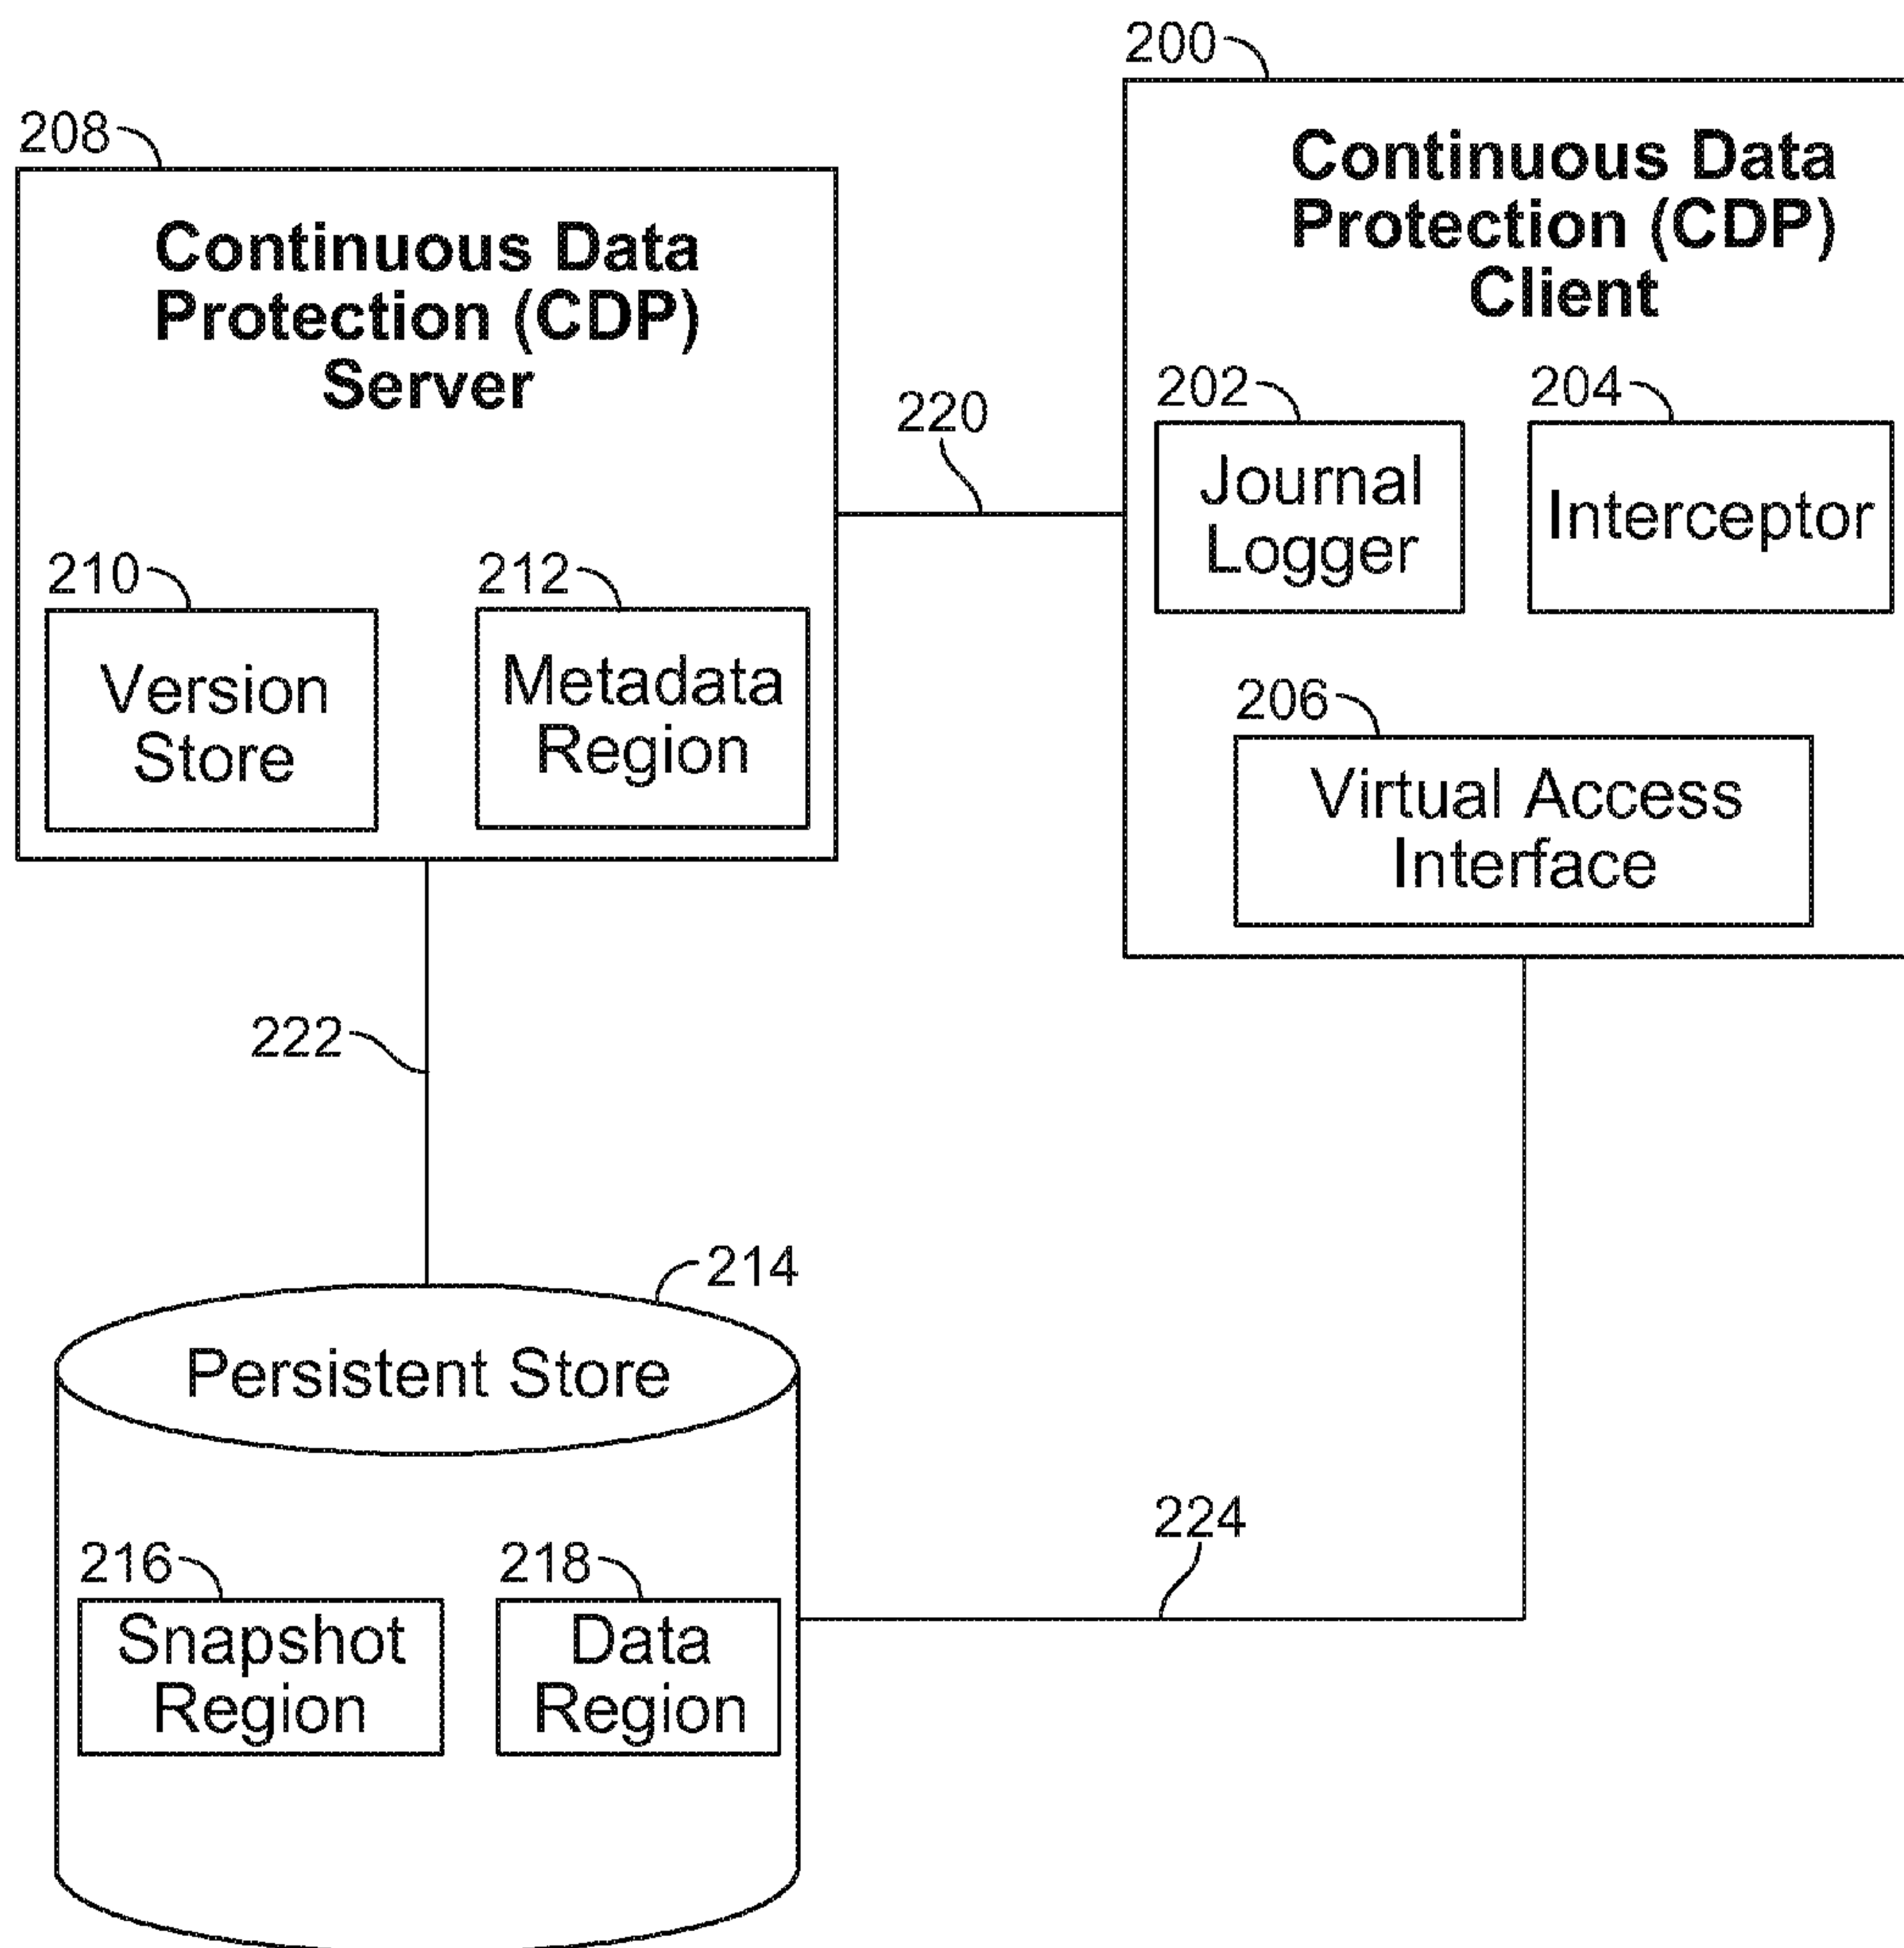 200
208
Continuous Data
Protection (CDP)
Client
Continuous Data
Protection (CDP)
Server
202
204
220
Journal
Logger
Interceptor
210
212
Version
Store
Metadata
Region
206
Virtual Access
Interface
222
214
Persistent Store
224
216
218
Snapshot
Region
Data
Region